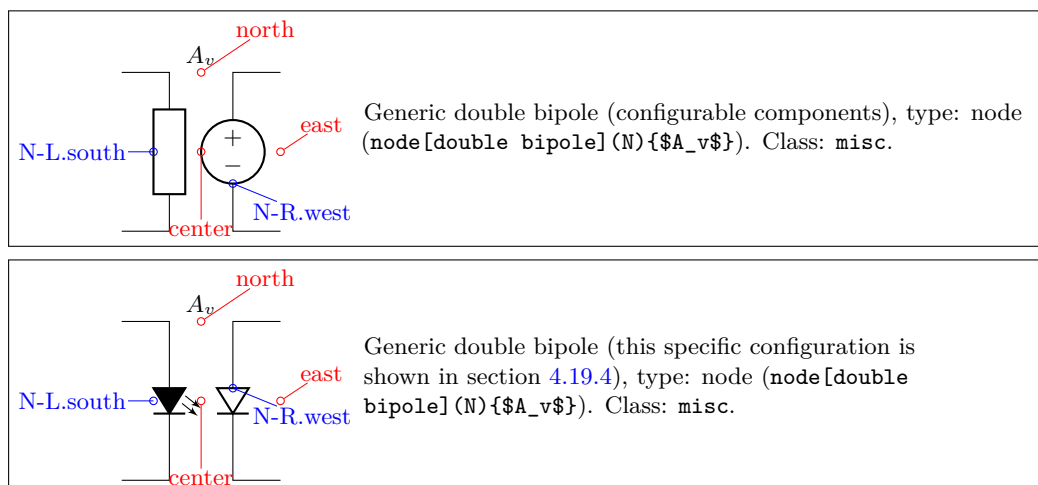 north
A_v
east
N-L.south
N-R.west
center
+
−
Generic double bipole (configurable components), type: node
(node[double bipole](N){$A_v$}). Class: misc.
north
A_v
east
N-L.south
N-R.west
center
Generic double bipole (this specific configuration is
shown in section 4.19.4), type: node (node[double
bipole](N){$A_v$}). Class: misc.